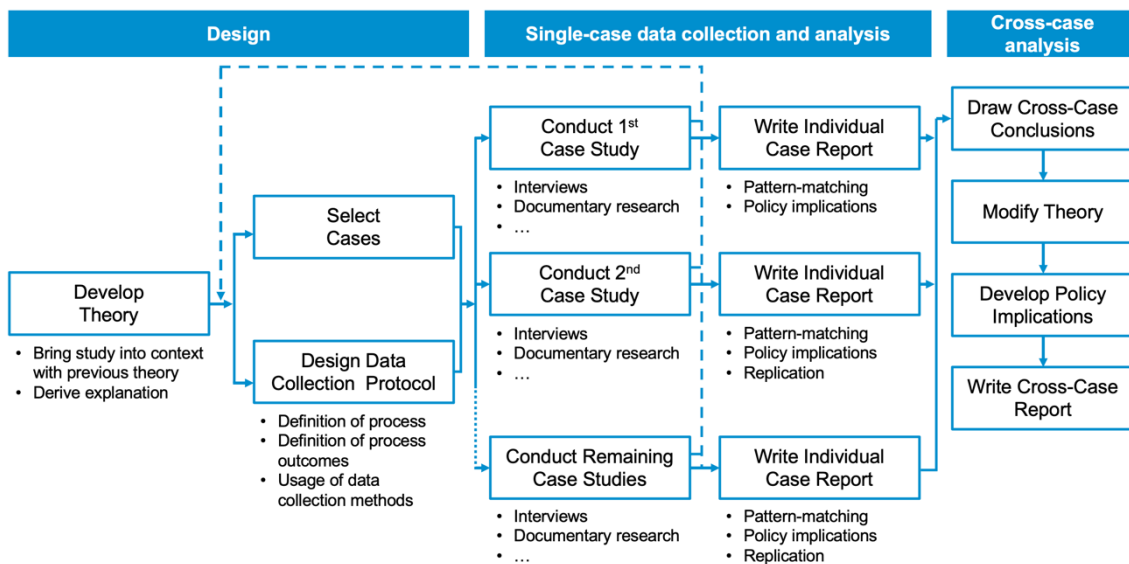 Design
Single-case data collection and analysis
Cross-case
analysis
Develop
Theory
• Bring study into context
with previous theory
• Derive explanation
Select
Cases
Design Data
Collection Protocol
• Definition of process
• Definition of process
outcomes
• Usage of data
collection methods
Conduct 1st
Case Study
• Interviews
• Documentary research
• …
Write Individual
Case Report
• Pattern-matching
• Policy implications
Conduct 2nd
Case Study
• Interviews
• Documentary research
• …
Write Individual
Case Report
• Pattern-matching
• Policy implications
• Replication
Conduct Remaining
Case Studies
• Interviews
• Documentary research
• …
Write Individual
Case Report
• Pattern-matching
• Policy implications
• Replication
Draw Cross-Case
Conclusions
Modify Theory
Develop Policy
Implications
Write Cross-Case
Report